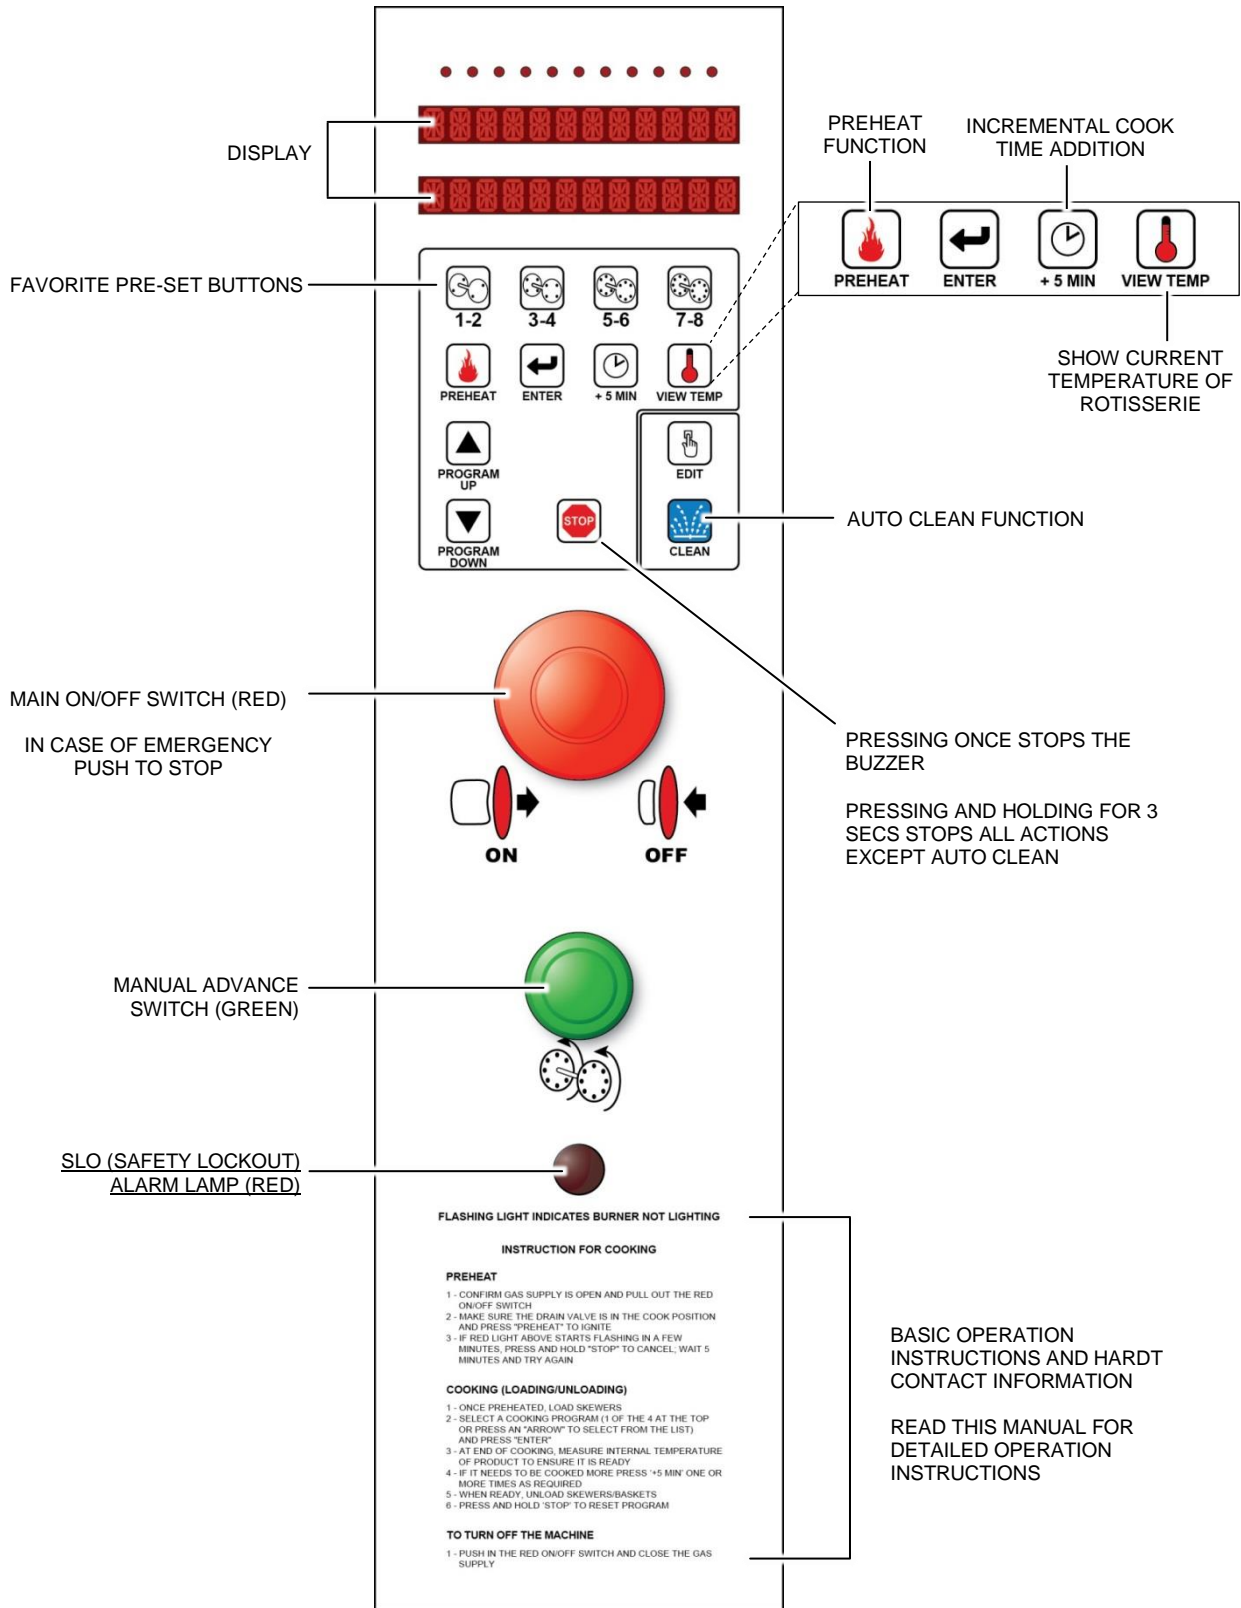 DISPLAY
PREHEAT
FUNCTION
INCREMENTAL COOK
TIME ADDITION
PREHEAT
ENTER
+ 5 MIN
VIEW TEMP
SHOW CURRENT
TEMPERATURE OF
ROTISSERIE
FAVORITE PRE-SET BUTTONS
1-2
3-4
5-6
7-8
PREHEAT
ENTER
+ 5 MIN
VIEW TEMP
PROGRAM
UP
EDIT
PROGRAM
DOWN
STOP
CLEAN
AUTO CLEAN FUNCTION
MAIN ON/OFF SWITCH (RED)
IN CASE OF EMERGENCY
PUSH TO STOP
ON
OFF
PRESSING ONCE STOPS THE
BUZZER
PRESSING AND HOLDING FOR 3
SECS STOPS ALL ACTIONS
EXCEPT AUTO CLEAN
MANUAL ADVANCE
SWITCH (GREEN)
SLO (SAFETY LOCKOUT)
ALARM LAMP (RED)
FLASHING LIGHT INDICATES BURNER NOT LIGHTING
INSTRUCTION FOR COOKING
PREHEAT
1 - CONFIRM GAS SUPPLY IS OPEN AND PULL OUT THE RED
ON/OFF SWITCH
2 - MAKE SURE THE DRAIN VALVE IS IN THE COOK POSITION
AND PRESS "PREHEAT" TO IGNITE
3 - IF RED LIGHT ABOVE STARTS FLASHING IN A FEW
MINUTES, PRESS AND HOLD "STOP" TO CANCEL; WAIT 5
MINUTES AND TRY AGAIN
COOKING (LOADING/UNLOADING)
1 - ONCE PREHEATED, LOAD SKEWERS
2 - SELECT A COOKING PROGRAM (1 OF THE 4 AT THE TOP
OR PRESS AN "ARROW" TO SELECT FROM THE LIST)
AND PRESS "ENTER"
3 - AT END OF COOKING, MEASURE INTERNAL TEMPERATURE
OF PRODUCT TO ENSURE IT IS READY
4 - IF IT NEEDS TO BE COOKED MORE PRESS '+5 MIN' ONE OR
MORE TIMES AS REQUIRED
5 - WHEN READY, UNLOAD SKEWERS/BASKETS
6 - PRESS AND HOLD 'STOP' TO RESET PROGRAM
TO TURN OFF THE MACHINE
1 - PUSH IN THE RED ON/OFF SWITCH AND CLOSE THE GAS
SUPPLY
BASIC OPERATION
INSTRUCTIONS AND HARDT
CONTACT INFORMATION
READ THIS MANUAL FOR
DETAILED OPERATION
INSTRUCTIONS